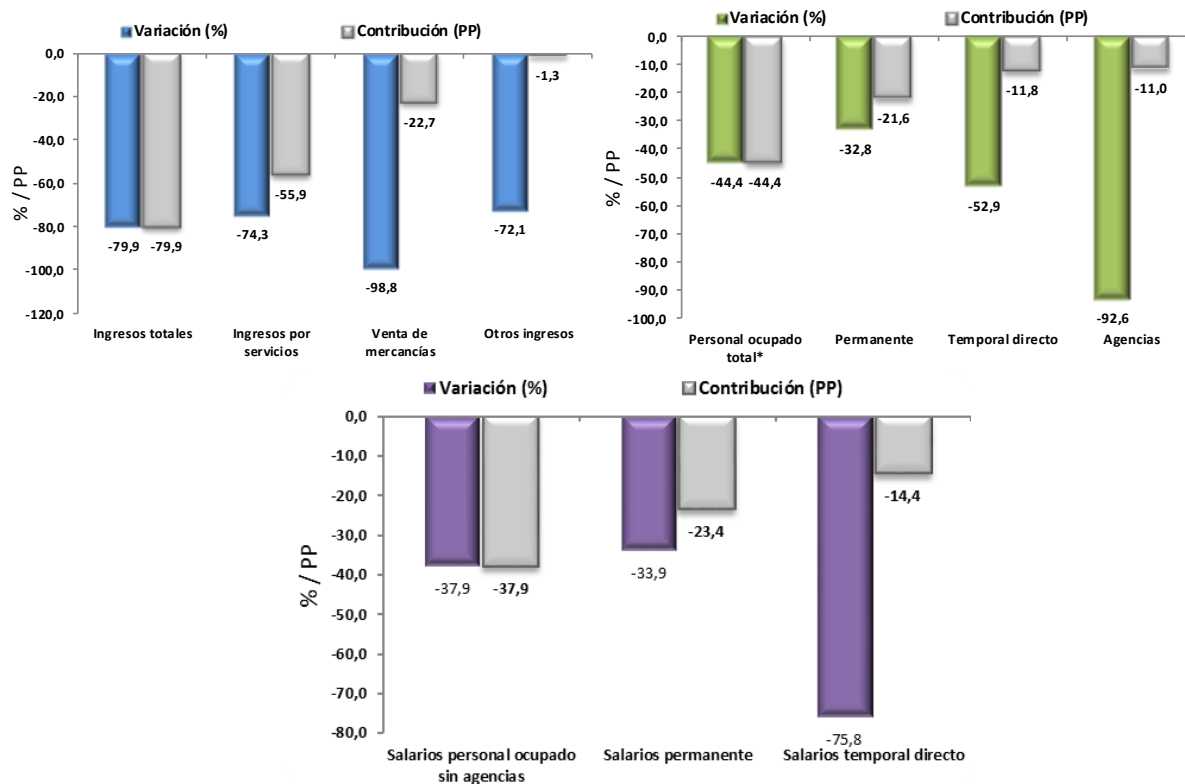 Variación (%) Contribución (PP)
0,0
-20,0
-40,0
-60,0
-80,0
-100,0
-120,0
% / PP
-79,9 -79,9
-74,3
-55,9
-98,8
-22,7
-72,1
-1,3
Ingresos totales
Ingresos por
servicios
Venta de
mercancías
Otros ingresos
Variación (%) Contribución (PP)
0,0
-10,0
-20,0
-30,0
-40,0
-50,0
-60,0
-70,0
-80,0
-90,0
-100,0
% / PP
-44,4 -44,4
-32,8
-21,6
-52,9
-11,8
-92,6
-11,0
Personal ocupado
total*
Permanente
Temporal directo
Agencias
Variación (%) Contribución (PP)
0,0
-10,0
-20,0
-30,0
-40,0
-50,0
-60,0
-70,0
-80,0
% / PP
-37,9 -37,9
-33,9
-23,4
-75,8
-14,4
Salarios personal ocupado
sin agencias
Salarios permanente
Salarios temporal directo